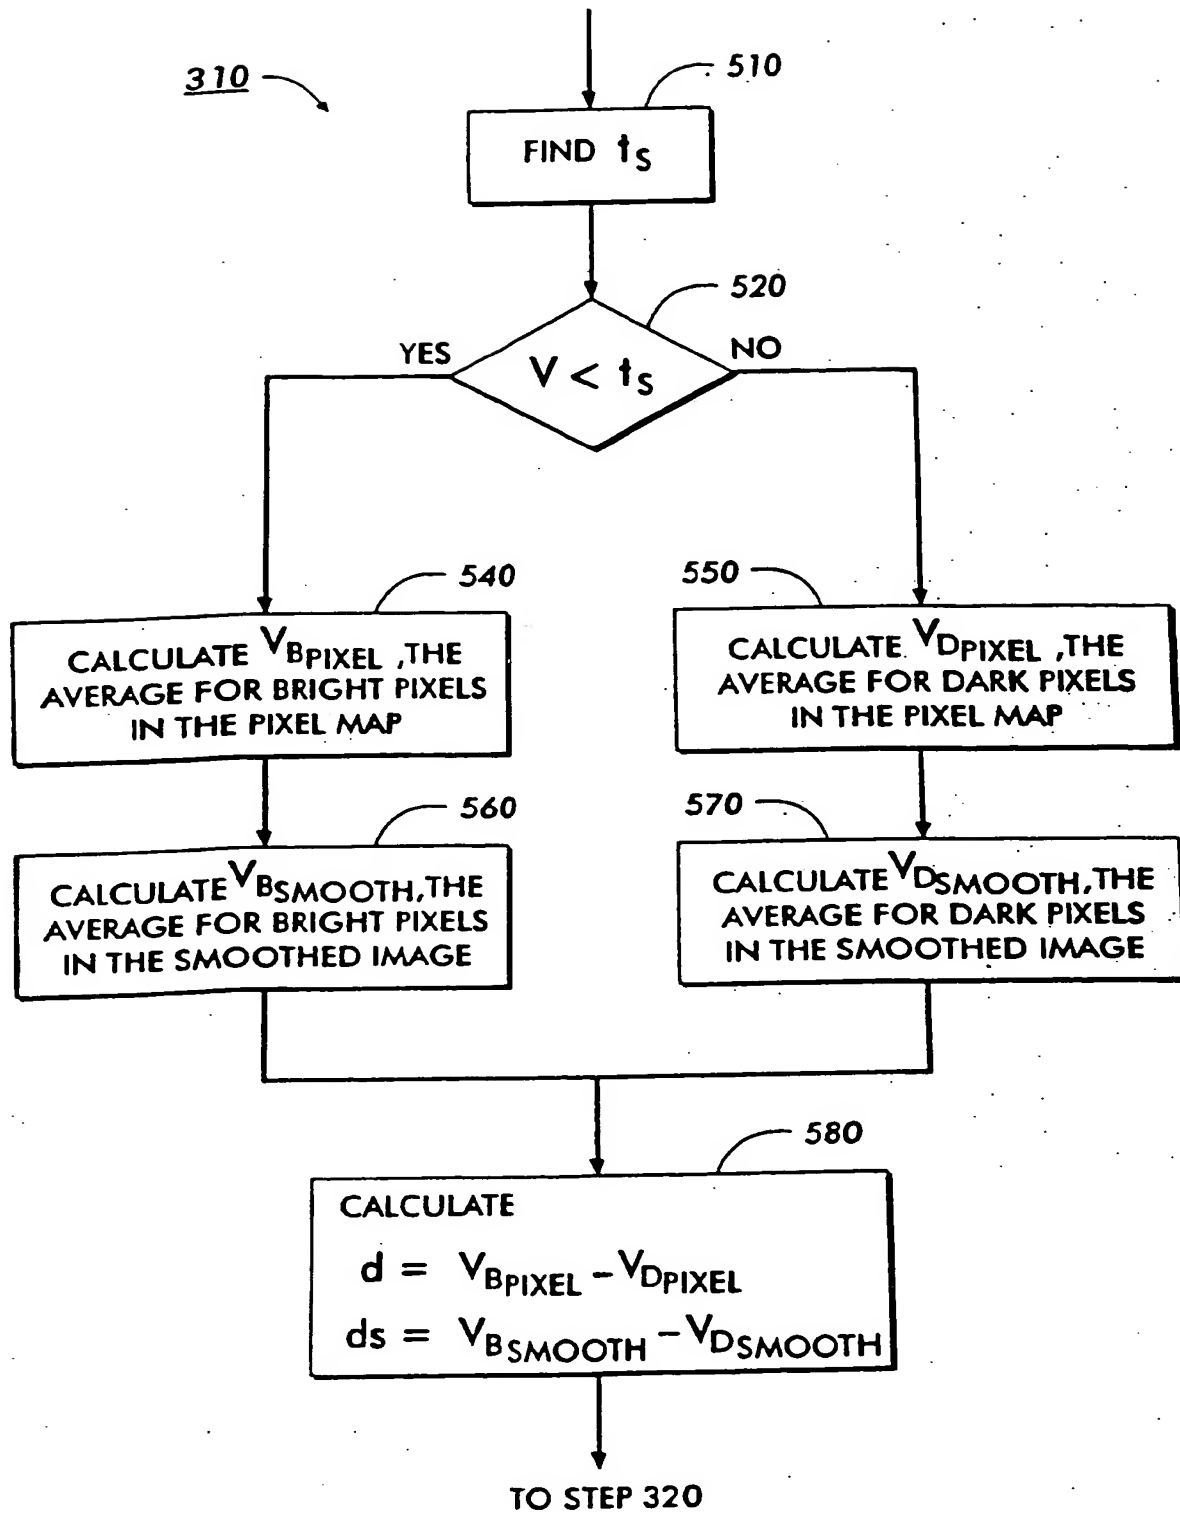 310
510
FIND tS
520
YES
V < tS
NO
540
CALCULATE VBPIXEL ,THE
AVERAGE FOR BRIGHT PIXELS
IN THE PIXEL MAP
550
CALCULATE VDPIXEL ,THE
AVERAGE FOR DARK PIXELS
IN THE PIXEL MAP
560
CALCULATE VBSMOOTH,THE
AVERAGE FOR BRIGHT PIXELS
IN THE SMOOTHED IMAGE
570
CALCULATE VDSMOOTH,THE
AVERAGE FOR DARK PIXELS
IN THE SMOOTHED IMAGE
580
CALCULATE
d = VBPIXEL – VDPIXEL
ds = VBSMOOTH – VDSMOOTH
TO STEP 320